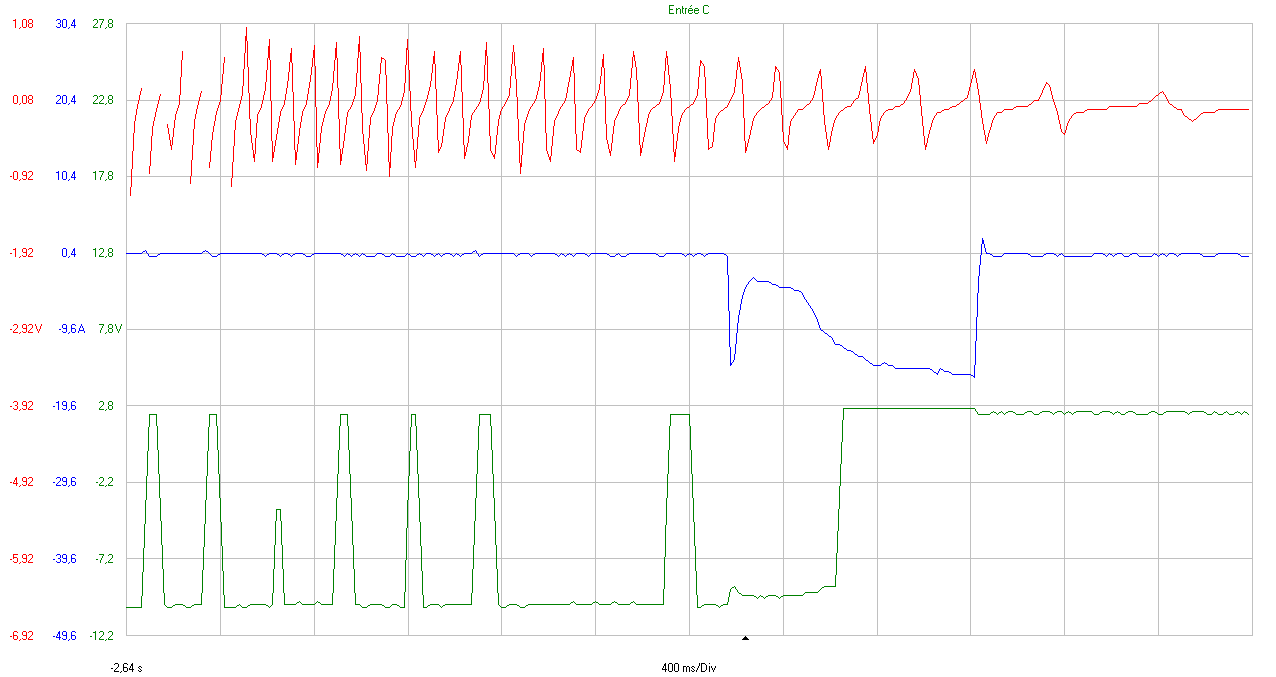 Entrée C
1,08 30,4 27,8
0,08 20,4 22,8
-0,92 10,4 17,8
-1,92 0,4 12,8
-2,92V -9,6A 7,8V
-3,92 -19,6 2,8
-4,92 -29,6 -2,2
-5,92 -39,6 -7,2
-6,92 -49,6 -12,2
-2,64 s 400 ms/Div